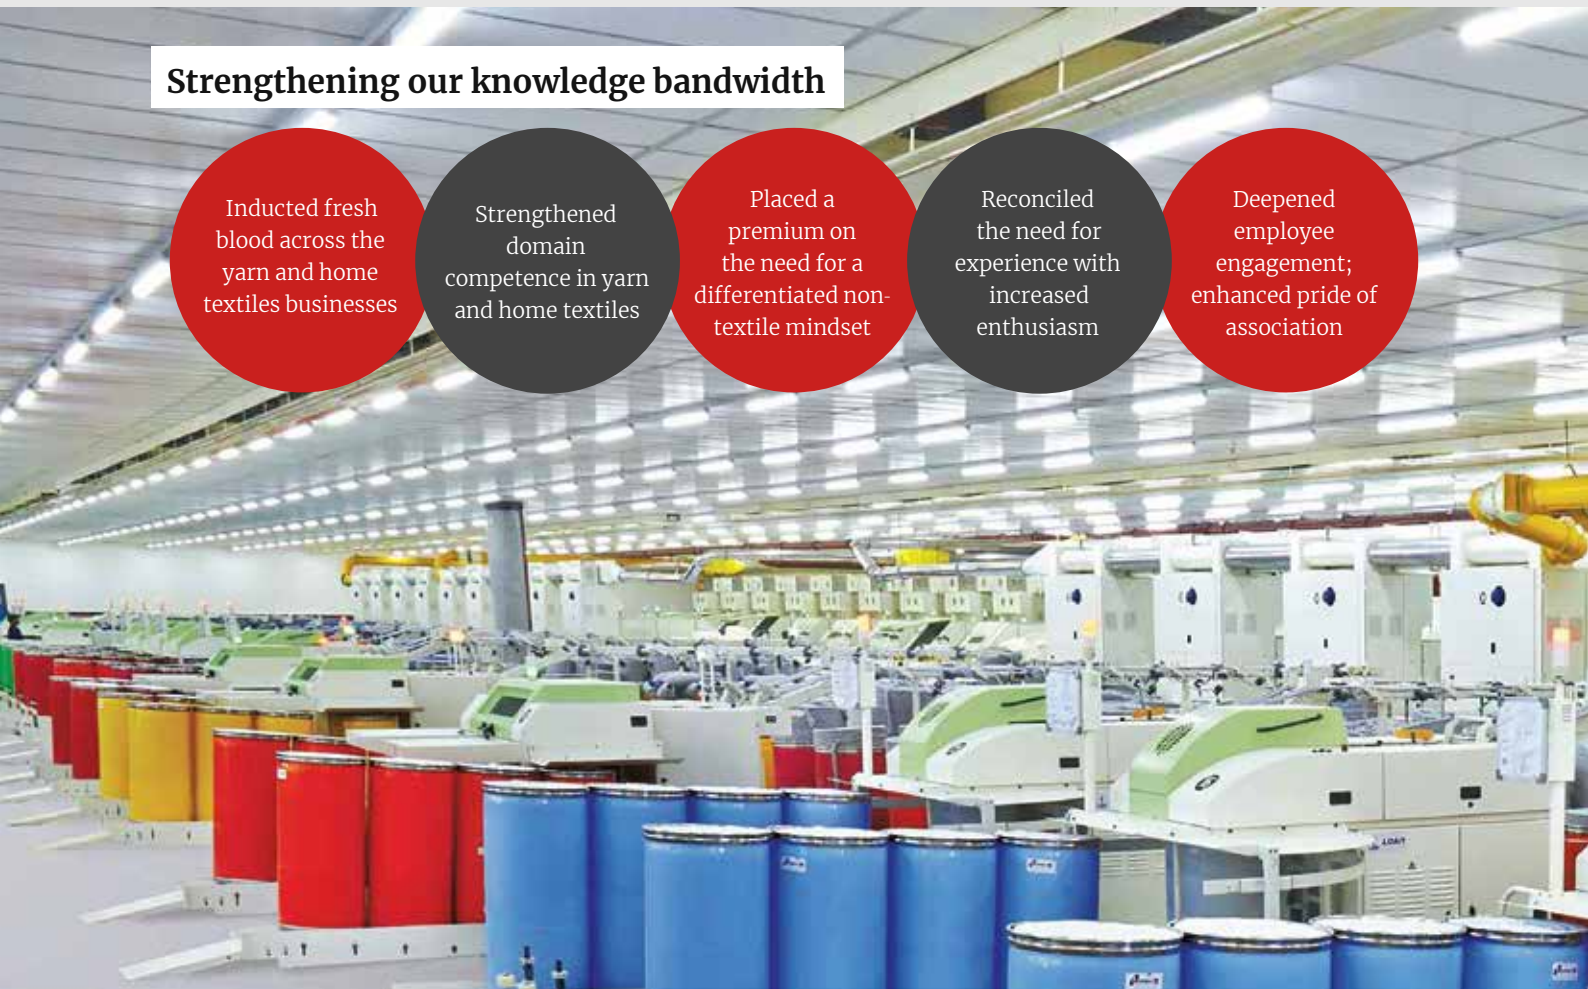 Strengthening our knowledge bandwidth
Inducted fresh
blood across the
yarn and home
textiles businesses
Strengthened
domain
competence in yarn
and home textiles
Placed a
premium on
the need for a
differentiated non-
textile mindset
Reconciled
the need for
experience with
increased
enthusiasm
Deepened
employee
engagement;
enhanced pride of
association